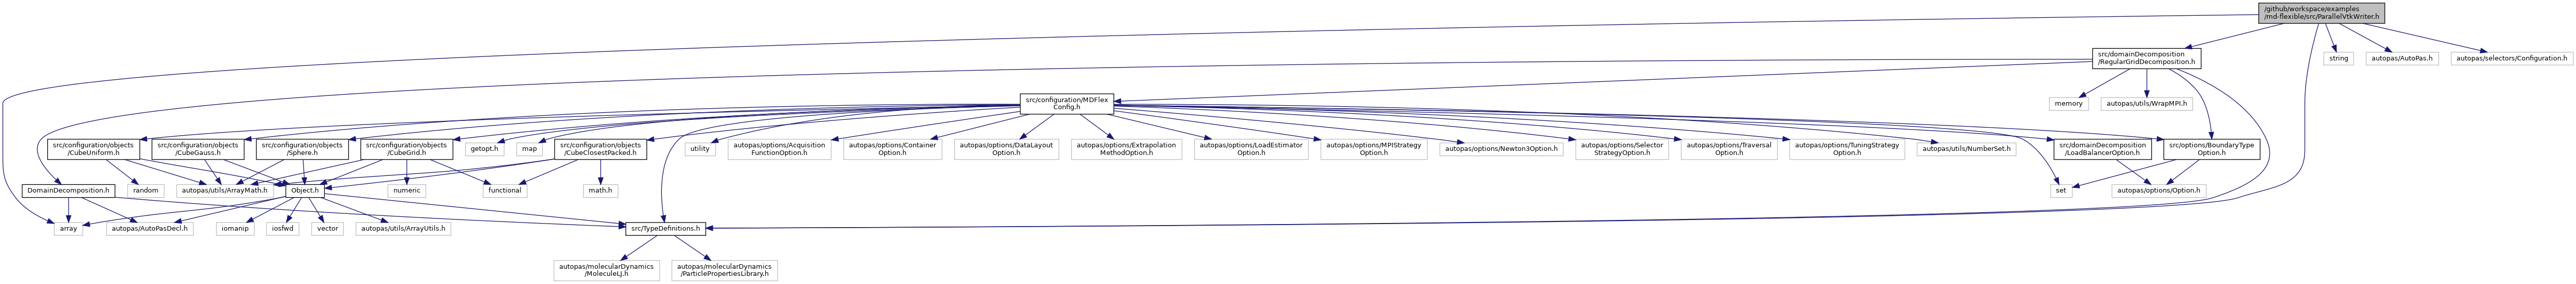 /github/workspace/examples
/md-flexible/src/ParallelVtkWriter.h
src/domainDecomposition
/RegularGridDecomposition.h
string
autopas/AutoPas.h
autopas/selectors/Configuration.h
src/configuration/MDFlex
Config.h
memory
autopas/utils/WrapMPI.h
src/configuration/objects
/CubeUniform.h
src/configuration/objects
/CubeGauss.h
src/configuration/objects
/Sphere.h
src/configuration/objects
/CubeGrid.h
getopt.h
map
src/configuration/objects
/CubeClosestPacked.h
utility
autopas/options/Acquisition
FunctionOption.h
autopas/options/Container
Option.h
autopas/options/DataLayout
Option.h
autopas/options/Extrapolation
MethodOption.h
autopas/options/LoadEstimator
Option.h
autopas/options/MPIStrategy
Option.h
autopas/options/Newton3Option.h
autopas/options/Selector
StrategyOption.h
autopas/options/Traversal
Option.h
autopas/options/TuningStrategy
Option.h
autopas/utils/NumberSet.h
src/domainDecomposition
/LoadBalancerOption.h
src/options/BoundaryType
Option.h
DomainDecomposition.h
random
autopas/utils/ArrayMath.h
Object.h
numeric
functional
math.h
set
autopas/options/Option.h
array
autopas/AutoPasDecl.h
iomanip
iosfwd
vector
autopas/utils/ArrayUtils.h
src/TypeDefinitions.h
autopas/molecularDynamics
/MoleculeLJ.h
autopas/molecularDynamics
/ParticlePropertiesLibrary.h